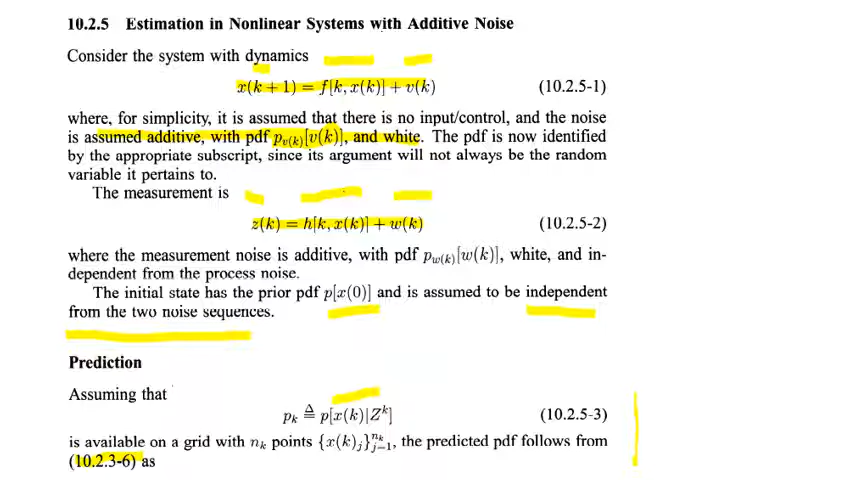 10.2.5 Estimation in Nonlinear Systems with Additive Noise
Consider the system with dynamics
x(k + 1) = f[k, x(k)] + v(k) (10.2.5-1)
where, for simplicity, it is assumed that there is no input/control, and the noise
is assumed additive, with pdf p_{v(k)}[v(k)], and white. The pdf is now identified
by the appropriate subscript, since its argument will not always be the random
variable it pertains to.
The measurement is
z(k) = h[k, x(k)] + w(k) (10.2.5-2)
where the measurement noise is additive, with pdf p_{w(k)}[w(k)], white, and in-
dependent from the process noise.
The initial state has the prior pdf p[x(0)] and is assumed to be independent
from the two noise sequences.
Prediction
Assuming that
p_k ≜ p[x(k)|Z^k] (10.2.5-3)
is available on a grid with n_k points {x(k)_j}_{j=1}^{n_k}, the predicted pdf follows from
(10.2.3-6) as